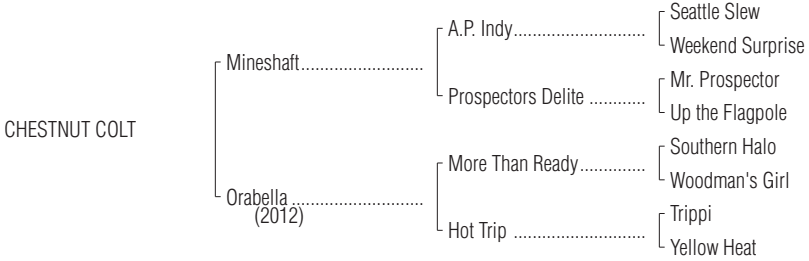 Seattle Slew
A.P. Indy............................
Weekend Surprise
Mineshaft..........................
Mr. Prospector
Prospectors Delite ............
Up the Flagpole
CHESTNUT COLT
Southern Halo
More Than Ready..............
Woodman's Girl
Orabella ............................
(2012)
Trippi
Hot Trip ............................
Yellow Heat